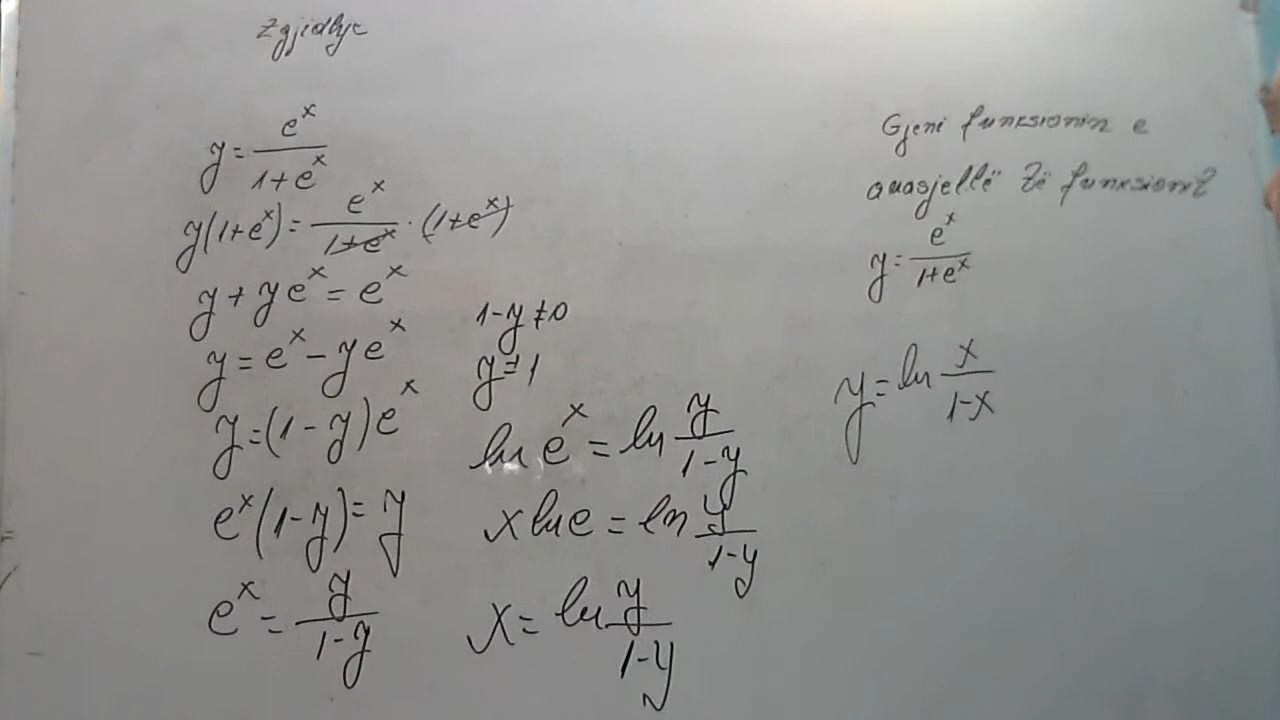 Zgjidhje
y = e^x / (1+e^x)
y(1+e^x) = e^x / (1+e^x) · (1+e^x)
y + ye^x = e^x
y = e^x - ye^x
y = (1-y)e^x
e^x(1-y) = y
e^x = y / (1-y)
1-y ≠ 0
y ≠ 1
ln e^x = ln y / (1-y)
x ln e = ln y / (1-y)
x = ln y / (1-y)
Gjeni funksionin e
anasjelltë të funksionit
y = e^x / (1+e^x)
y = ln x / (1-x)